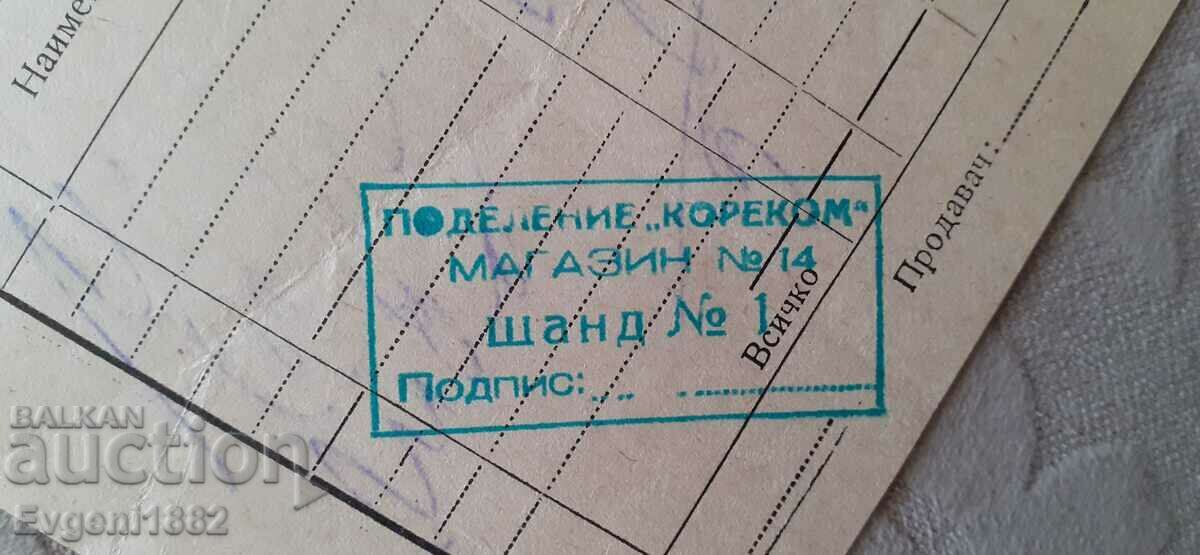 Наиме
ПОДЕЛЕНИЕ „КОРЕКОМ“
МАГАЗИН № 14
ЩАНД № 1
Подпис:
Всичко
Продавач:
BALKAN
auction
Evgeni1882